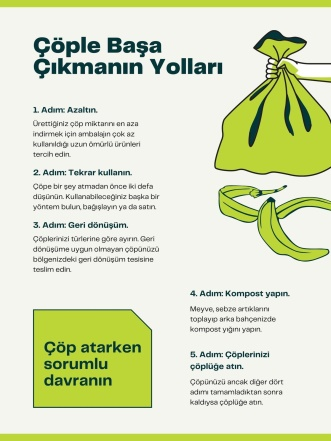 Çöple Başa
Çıkmanın Yolları
1. Adım: Azaltın.
Ürettiğiniz çöp miktarını en aza
indirmek için ambalajın çok az
kullanıldığı uzun ömürlü ürünleri
tercih edin.
2. Adım: Tekrar kullanın.
Çöpe bir şey atmadan önce iki defa
düşünün. Kullanabileceğiniz başka bir
yöntem bulun, bağışlayın ya da satın.
3. Adım: Geri dönüşüm.
Çöplerinizi türlerine göre ayırın. Geri
dönüşüme uygun olmayan çöpünüzü
bölgenizdeki geri dönüşüm tesisine
teslim edin.
4. Adım: Kompost yapın.
Meyve, sebze artıklarını
toplayıp arka bahçenizde
kompost yığını yapın.
5. Adım: Çöplerinizi
çöplüğe atın.
Çöpünüzü ancak diğer dört
adımı tamamladıktan sonra
kaldıysa çöplüğe atın.
Çöp atarken
sorumlu
davranın